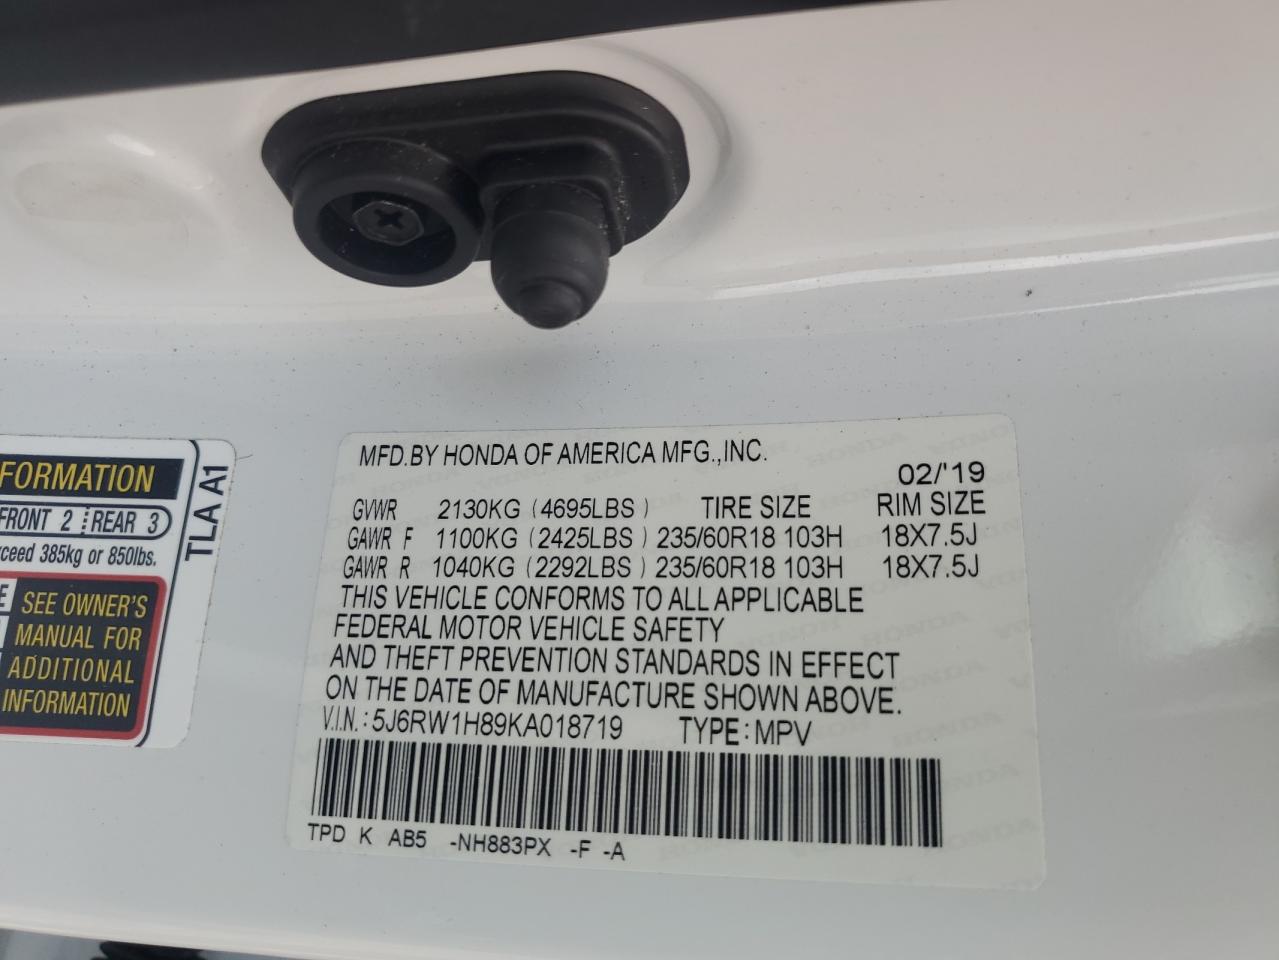 MFD.BY HONDA OF AMERICA MFG.,INC.
02/'19
GVWR 2130KG (4695LBS) TIRE SIZE RIM SIZE
GAWR F 1100KG (2425LBS) 235/60R18 103H 18X7.5J
GAWR R 1040KG (2292LBS) 235/60R18 103H 18X7.5J
THIS VEHICLE CONFORMS TO ALL APPLICABLE
FEDERAL MOTOR VEHICLE SAFETY
AND THEFT PREVENTION STANDARDS IN EFFECT
ON THE DATE OF MANUFACTURE SHOWN ABOVE.
V.I.N.: 5J6RW1H89KA018719 TYPE: MPV
TPD K AB5 -NH883PX -F -A
FORMATION
FRONT 2 REAR 3
xceed 385kg or 850lbs.
SEE OWNER'S
MANUAL FOR
ADDITIONAL
INFORMATION
TLA A1